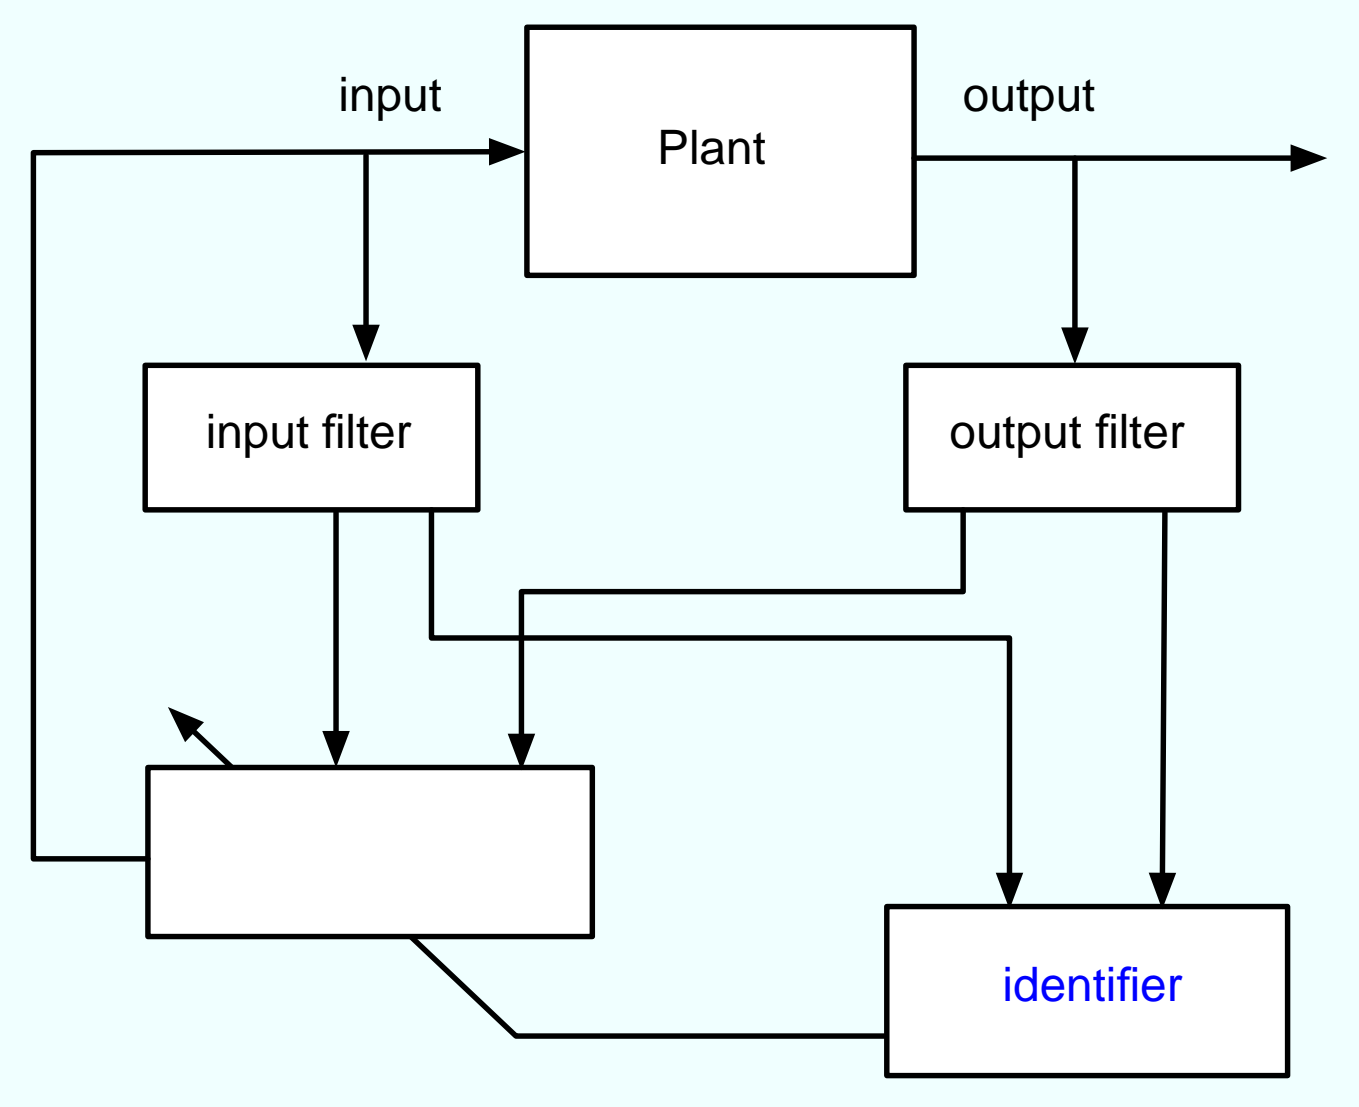 input
output
Plant
input filter
output filter
identifier